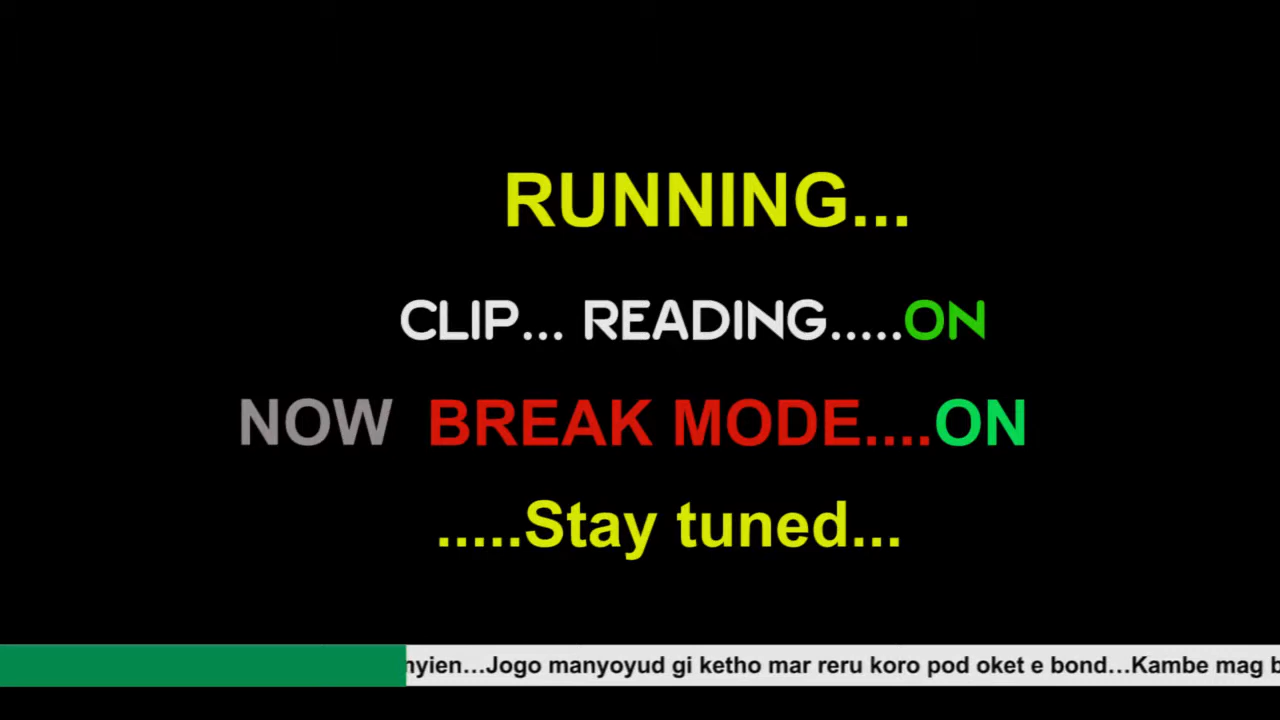 RUNNING...
CLIP... READING.....ON
NOW BREAK MODE....ON
.....Stay tuned...
nyien...Jogo manyoyud gi ketho mar reru koro pod oket e bond...Kambe mag b